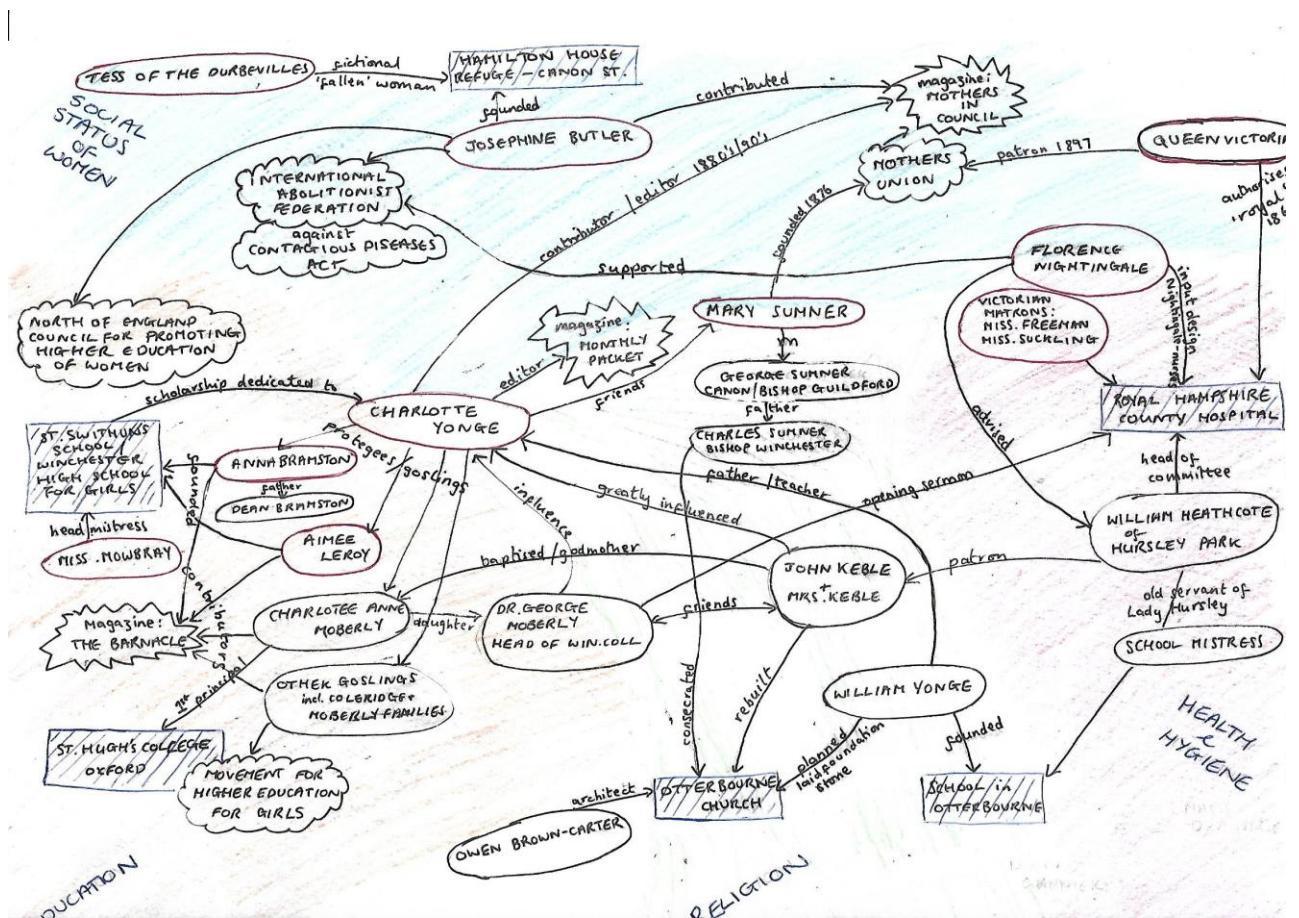 TESS OF THE DURBEVILLES
fictional
'fallen' woman
HAMILTON HOUSE
REFUGE - CANON ST.
SOCIAL
STATUS
OF
WOMEN
founded
JOSEPHINE BUTLER
contributed
magazine:
MOTHERS
IN
COUNCIL
MOTHERS
UNION
patron 1897
QUEEN VICTORIA
authorises
'royal
INTERNATIONAL
ABOLITIONIST
FEDERATION
against
CONTAGIOUS DISEASES
ACT
contributor / editor 1880's/90's
founded 1876
supported
FLORENCE
NIGHTINGALE
input design
Nightingale-nurses
VICTORIAN
MATRONS:
MISS. FREEMAN
MISS. SUCKLING
NORTH OF ENGLAND
COUNCIL FOR PROMOTING
HIGHER EDUCATION
OF WOMEN
magazine:
MONTHLY
PACKET
editor
MARY SUMNER
m
GEORGE SUMNER
CANON/BISHOP GUILDFORD
father
CHARLES SUMNER
BISHOP WINCHESTER
friends
ROYAL HAMPSHIRE
COUNTY HOSPITAL
scholarship dedicated to
CHARLOTTE
YONGE
ST. SWITHUNS
SCHOOL /
WINCHESTER
HIGH SCHOOL
FOR GIRLS
founded
protegees/goslings
ANNA BRAMSTON
father
DEAN BRAMSTON
head mistress
MISS. MOWBRAY
AIMEE
LEROY
influence
greatly influenced
father / teacher
opening sermon
advised
head of
committee
WILLIAM HEATHCOTE
of
HURSLEY PARK
baptised/godmother
JOHN KEBLE
+
MRS. KEBLE
patron
old servant of
Lady Hursley
SCHOOL MISTRESS
contributors
Magazine:
THE BARNACLE
CHARLOTEE ANNE
MOBERLY
daughter
DR. GEORGE
MOBERLY
HEAD OF WIN. COLL
friends
OTHER GOSLINGS
incl. COLERIDGE +
MOBERLY FAMILIES
1st principal
ST. HUGH'S COLLEGE
OXFORD
MOVEMENT FOR
HIGHER EDUCATION
FOR GIRLS
consecrated
rebuilt
WILLIAM YONGE
planned
laid foundation
stone
founded
architect
OTTERBOURNE
CHURCH
SCHOOL in
OTTERBOURNE
OWEN BROWN-CARTER
HEALTH
&
HYGIENE
DUCATION
RELIGION